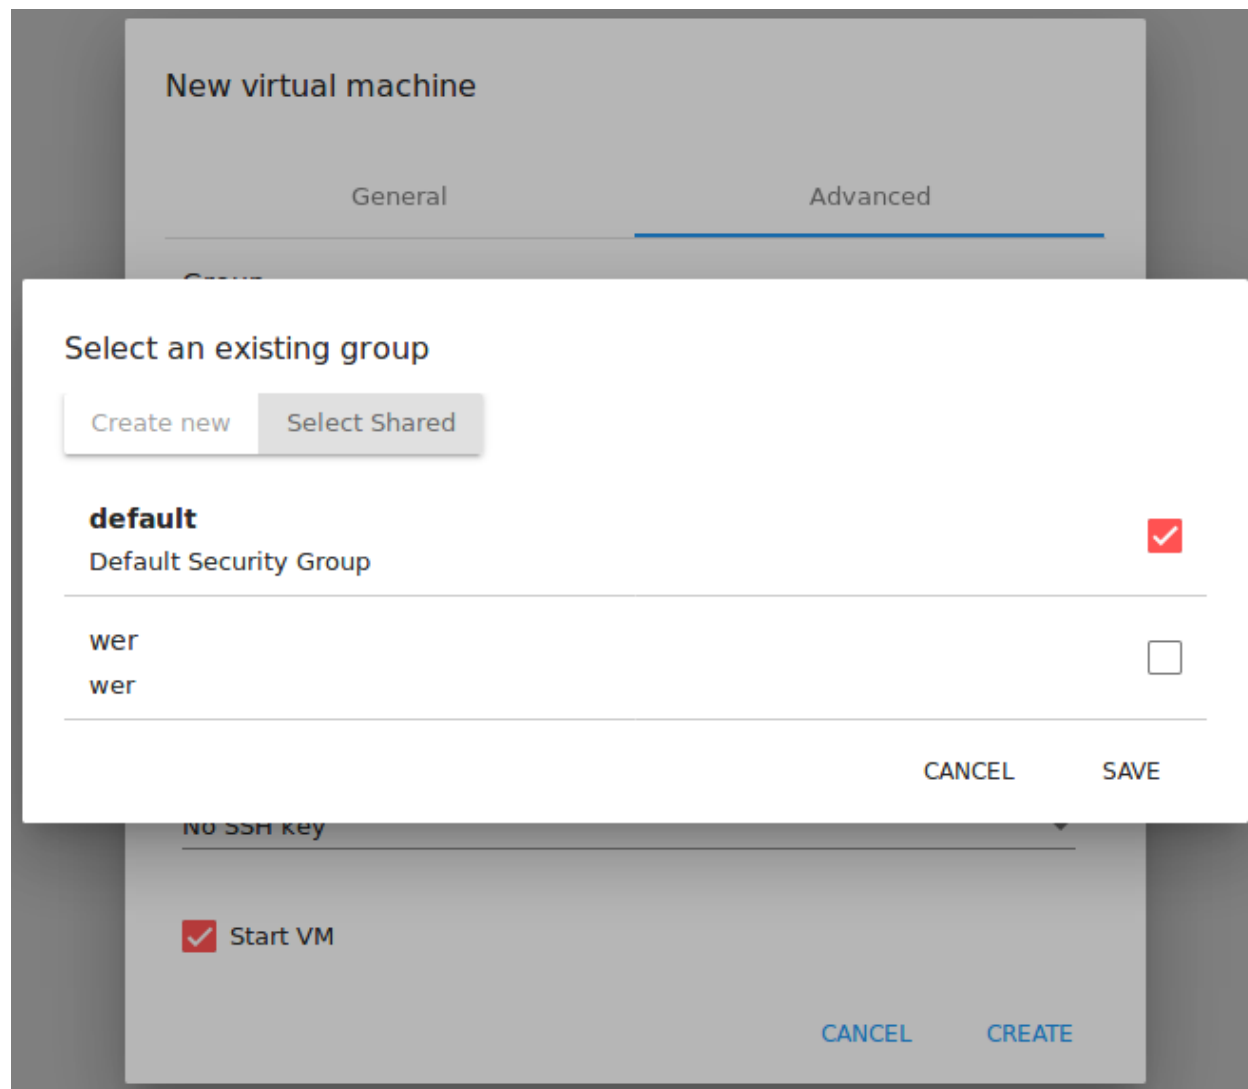 New virtual machine
General Advanced
Group
Select an existing group
Create new Select Shared
default
Default Security Group
wer
wer
CANCEL SAVE
No SSH key
Start VM
CANCEL CREATE